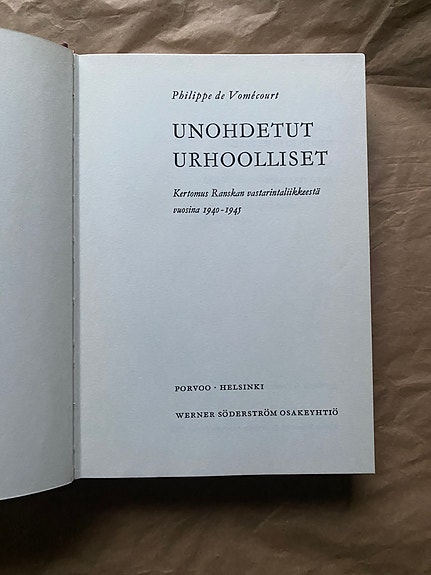 Philippe de Vomécourt
UNOHDETUT
URHOOLLISET
Kertomus Ranskan vastarintaliikkeestä
vuosina 1940-1945
PORVOO · HELSINKI
WERNER SÖDERSTRÖM OSAKEYHTIÖ